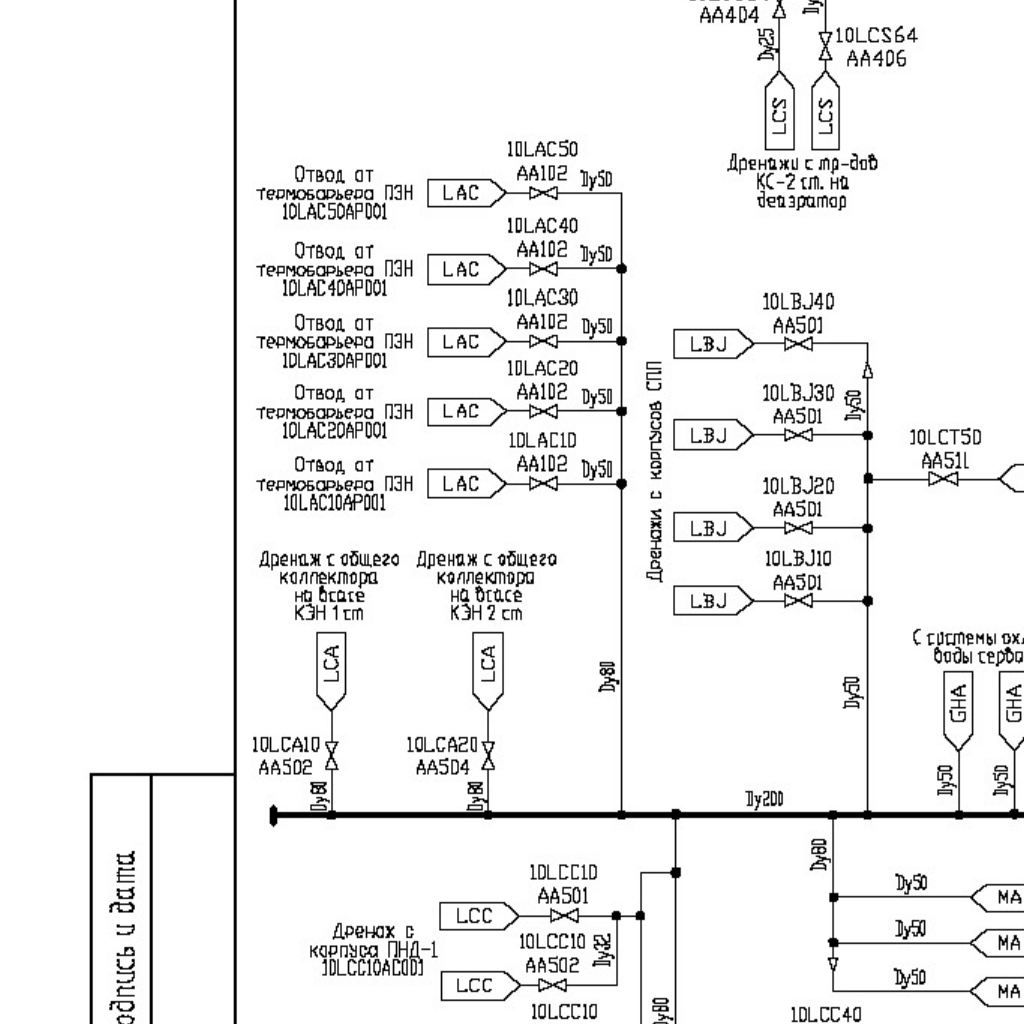 AA404
Dy25
10LCS64
AA406
LCS
LCS
Дренажи с тр-дов
КС-2 ст. на
деаэратор
10LAC50
AA102
Отвод от
термобарьера ПЭН
10LAC50AP001
LAC
Dy50
10LAC40
AA102
Отвод от
термобарьера ПЭН
10LAC40AP001
LAC
Dy50
10LAC30
AA102
Отвод от
термобарьера ПЭН
10LAC30AP001
LAC
Dy50
10LAC20
AA102
Отвод от
термобарьера ПЭН
10LAC20AP001
LAC
Dy50
10LAC10
AA102
Отвод от
термобарьера ПЭН
10LAC10AP001
LAC
Dy50
Дренажи с корпусов СПП
10LBJ40
AA501
LBJ
Dy50
10LBJ30
AA501
LBJ
10LCT50
AA511
10LBJ20
AA501
LBJ
10LBJ10
AA501
LBJ
Дренаж с общего
коллектора
на всасе
КЭН 1 ст
Дренаж с общего
коллектора
на всасе
КЭН 2 ст
LCA
LCA
Dy80
Dy50
С системы
воды
GHA
GHA
10LCA10
AA502
10LCA20
AA504
Dy80
Dy80
Dy50
Dy50
Dy200
Dy80
10LCC10
AA501
LCC
Dy50
MA
Дренаж с
корпуса ПНД-1
10LCC10AC001
10LCC10
AA502
LCC
Dy32
Dy50
MA
Dy50
MA
10LCC10
Dy80
10LCC40
одпись и дата